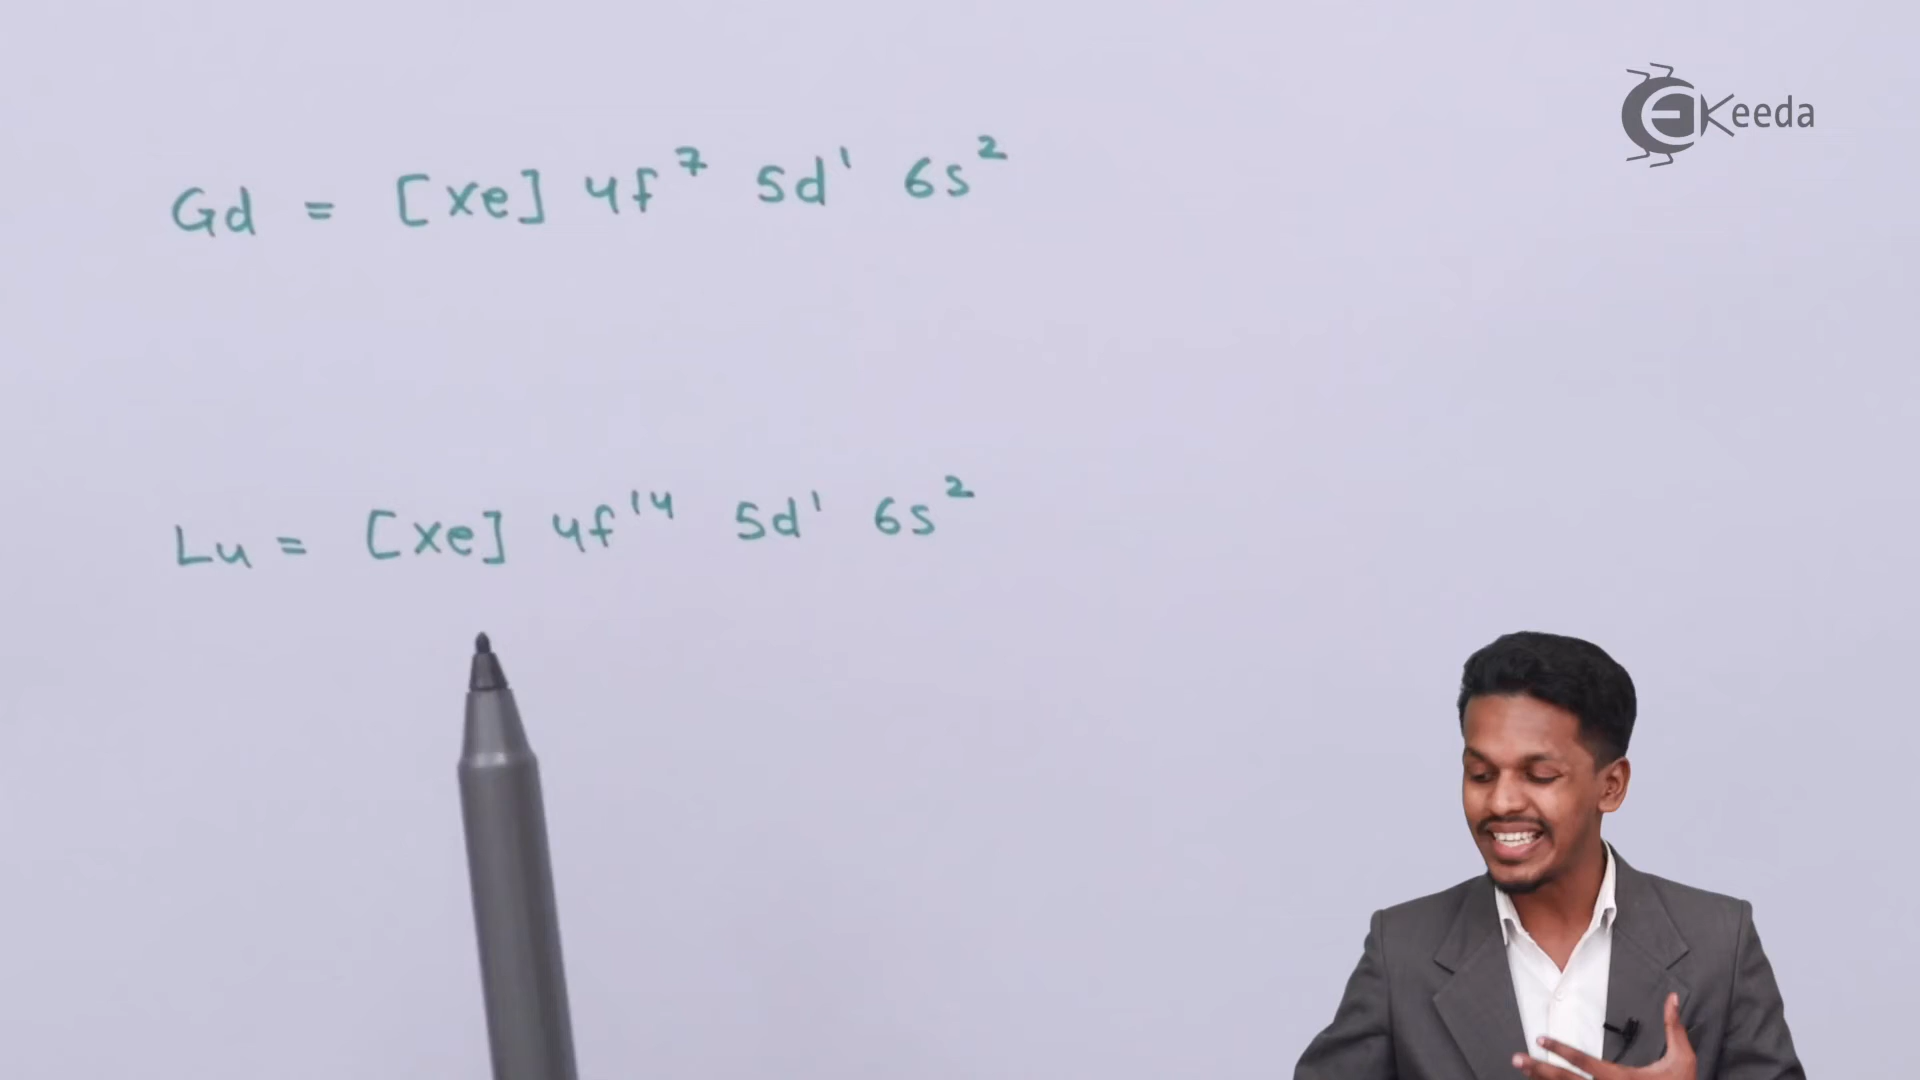 EKeeda
Gd = [xe] 4f⁷ 5d¹ 6s²
Lu = [xe] 4f¹⁴ 5d¹ 6s²